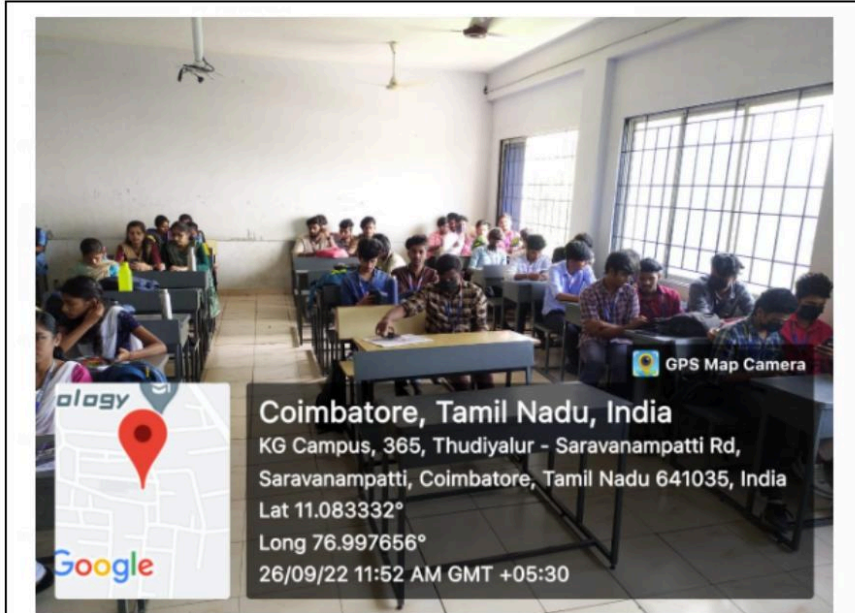 GPS Map Camera
ology
Google
Coimbatore, Tamil Nadu, India
KG Campus, 365, Thudiyalur - Saravanampatti Rd,
Saravanampatti, Coimbatore, Tamil Nadu 641035, India
Lat 11.083332°
Long 76.997656°
26/09/22 11:52 AM GMT +05:30